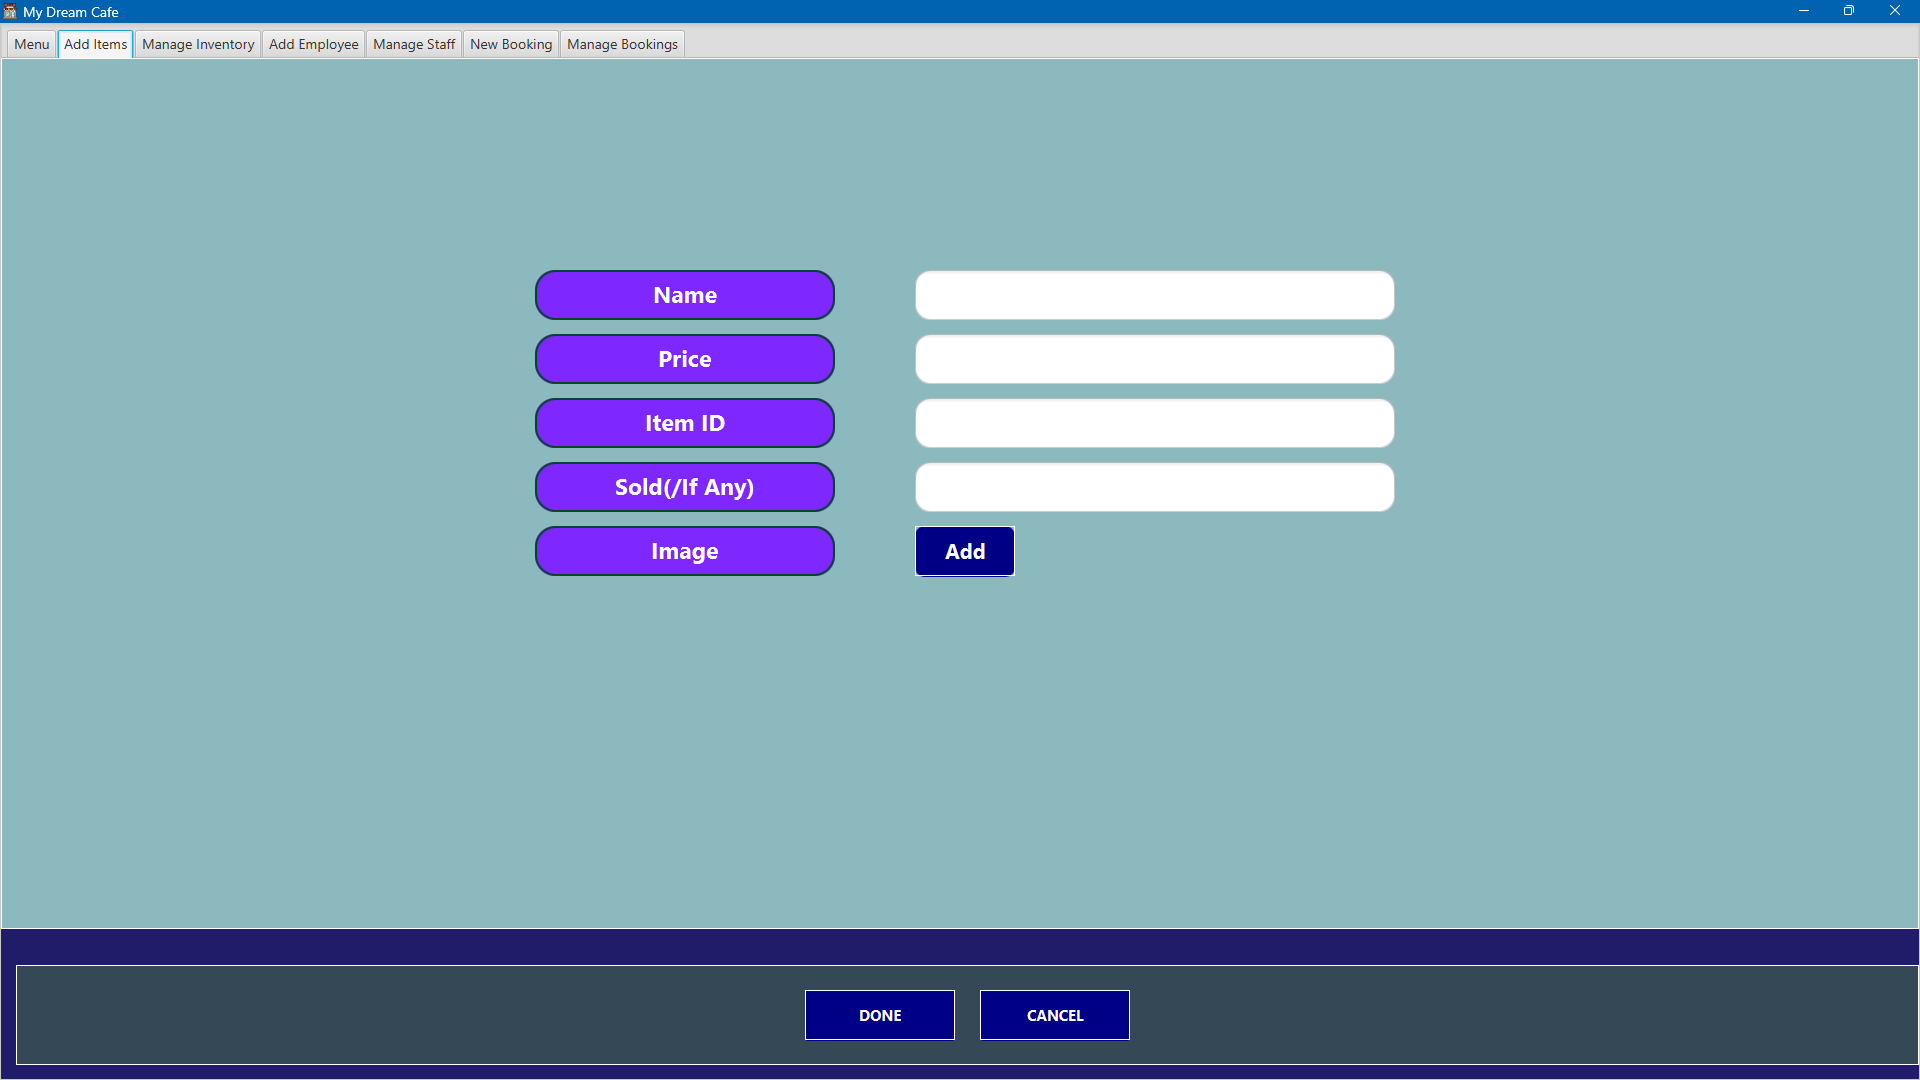 My Dream Cafe
Menu Add Items Manage Inventory Add Employee Manage Staff New Booking Manage Bookings
Name
Price
Item ID
Sold(/If Any)
Image Add
DONE CANCEL